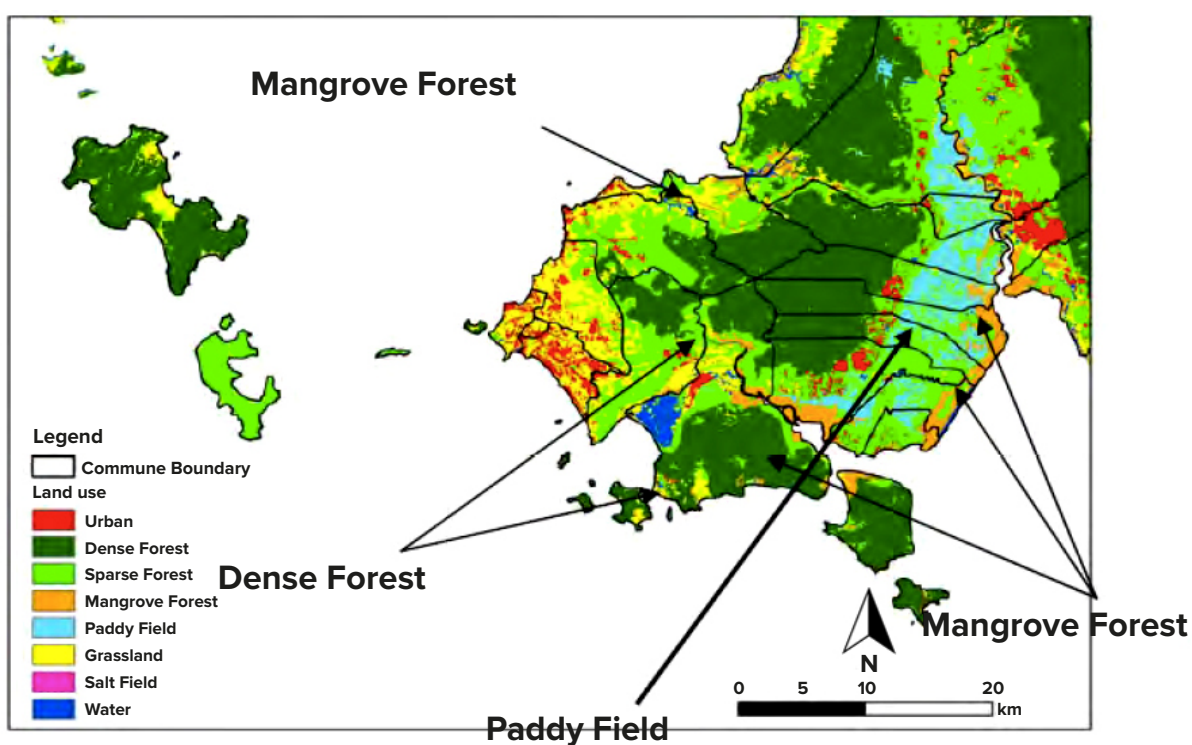 Mangrove Forest
Legend
Commune Boundary
Land use
Urban
Dense Forest
Sparse Forest
Mangrove Forest
Paddy Field
Grassland
Salt Field
Water
Dense Forest
Mangrove Forest
Paddy Field
N
0 5 10 20
km